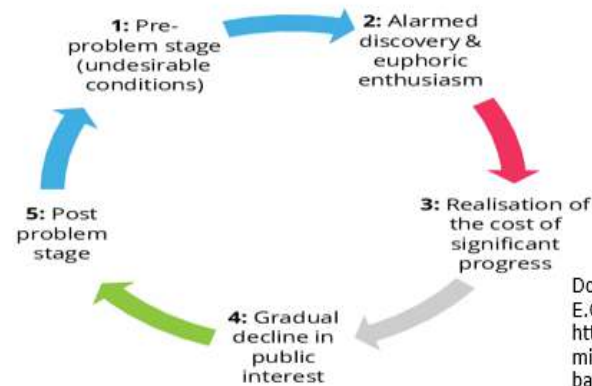 1: Pre-
problem stage
(undesirable
conditions)
2: Alarmed
discovery &
euphoric
enthusiasm
3: Realisation of
the cost of
significant
progress
4: Gradual
decline in
public
interest
5: Post
problem
stage